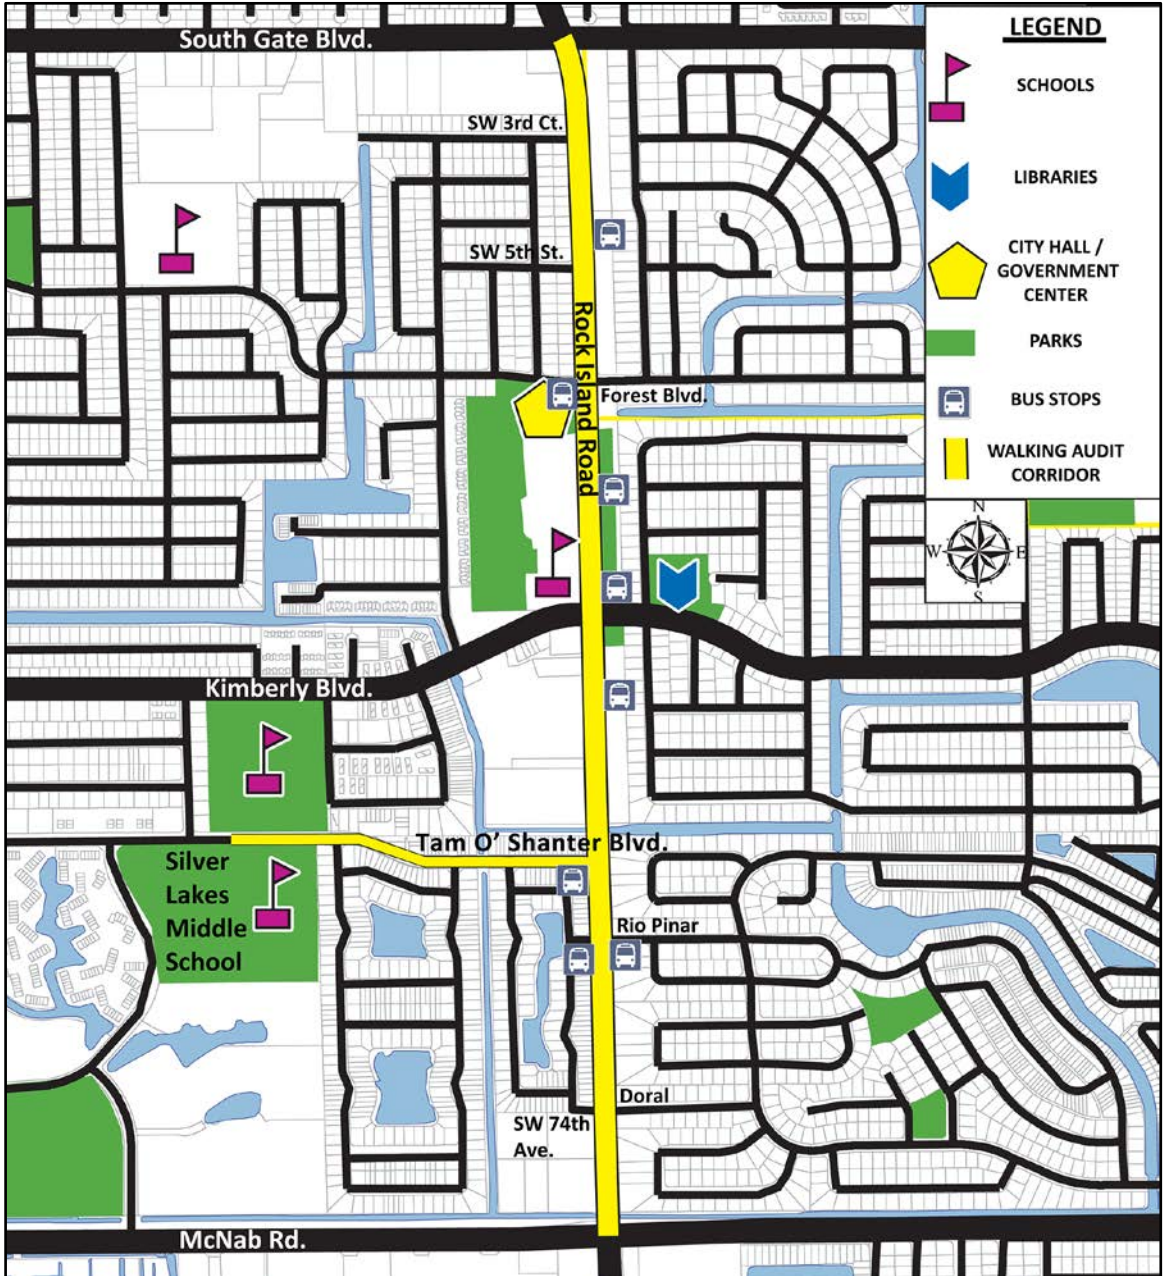 South Gate Blvd.
LEGEND
SCHOOLS
SW 3rd Ct.
LIBRARIES
SW 5th St.
CITY HALL /
GOVERNMENT
CENTER
Rock Island Road
PARKS
Forest Blvd.
BUS STOPS
WALKING AUDIT
CORRIDOR
N
W
E
S
Kimberly Blvd.
Tam O' Shanter Blvd.
Silver
Lakes
Middle
School
Rio Pinar
Doral
SW 74th
Ave.
McNab Rd.